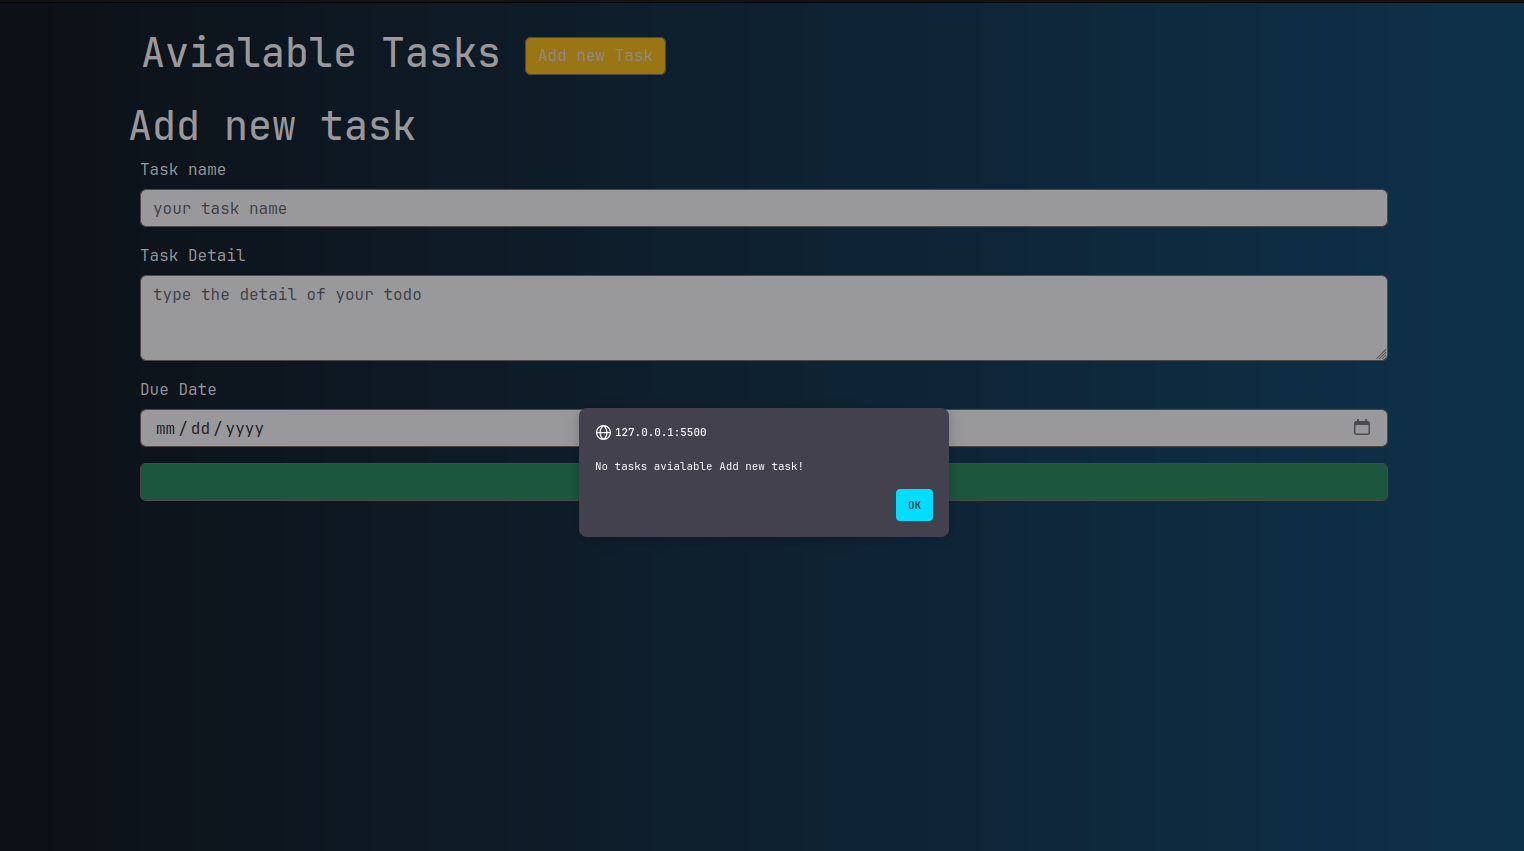 Avialable Tasks
Add new Task
Add new task
Task name
your task name
Task Detail
type the detail of your todo
Due Date
mm/dd/yyyy
127.0.0.1:5500
No tasks avialable Add new task!
OK